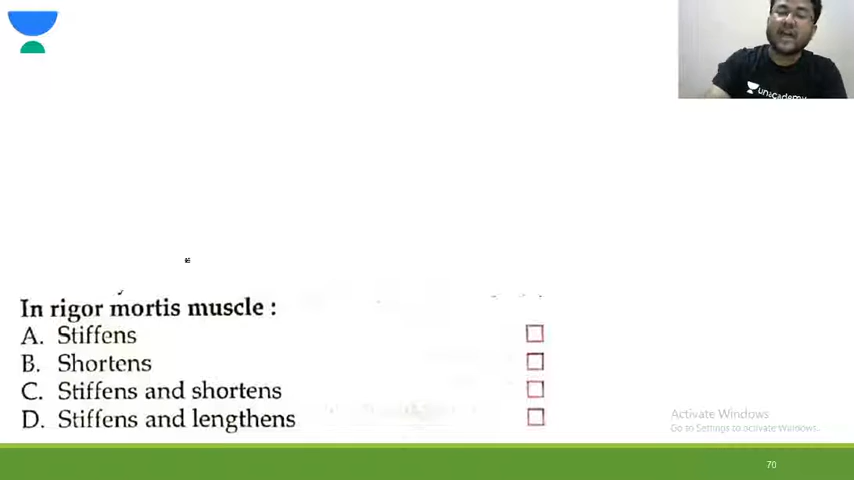 unacademy
In rigor mortis muscle :
A. Stiffens
B. Shortens
C. Stiffens and shortens
D. Stiffens and lengthens
Activate Windows
Go to Settings to activate Windows.
70